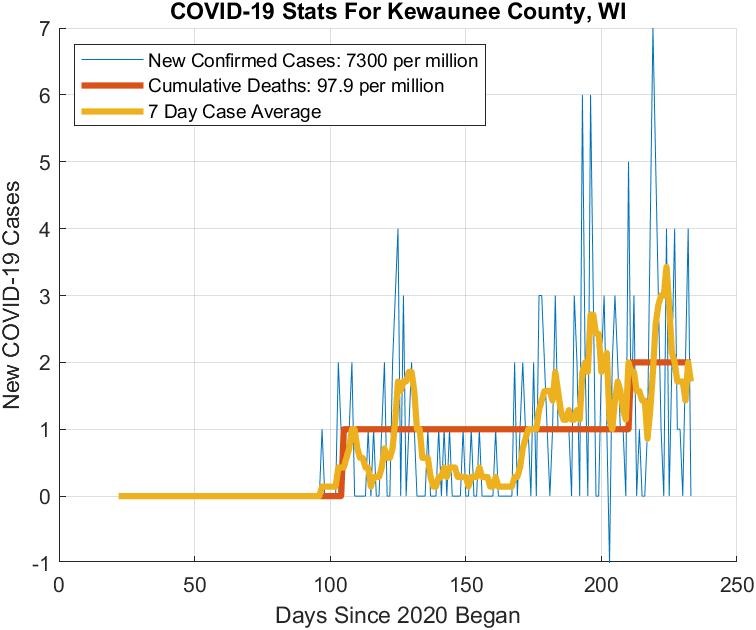 COVID-19 Stats For Kewaunee County, WI
New Confirmed Cases: 7300 per million
Cumulative Deaths: 97.9 per million
7 Day Case Average
New COVID-19 Cases
7
6
5
4
3
2
1
0
-1
0 50 100 150 200 250
Days Since 2020 Began